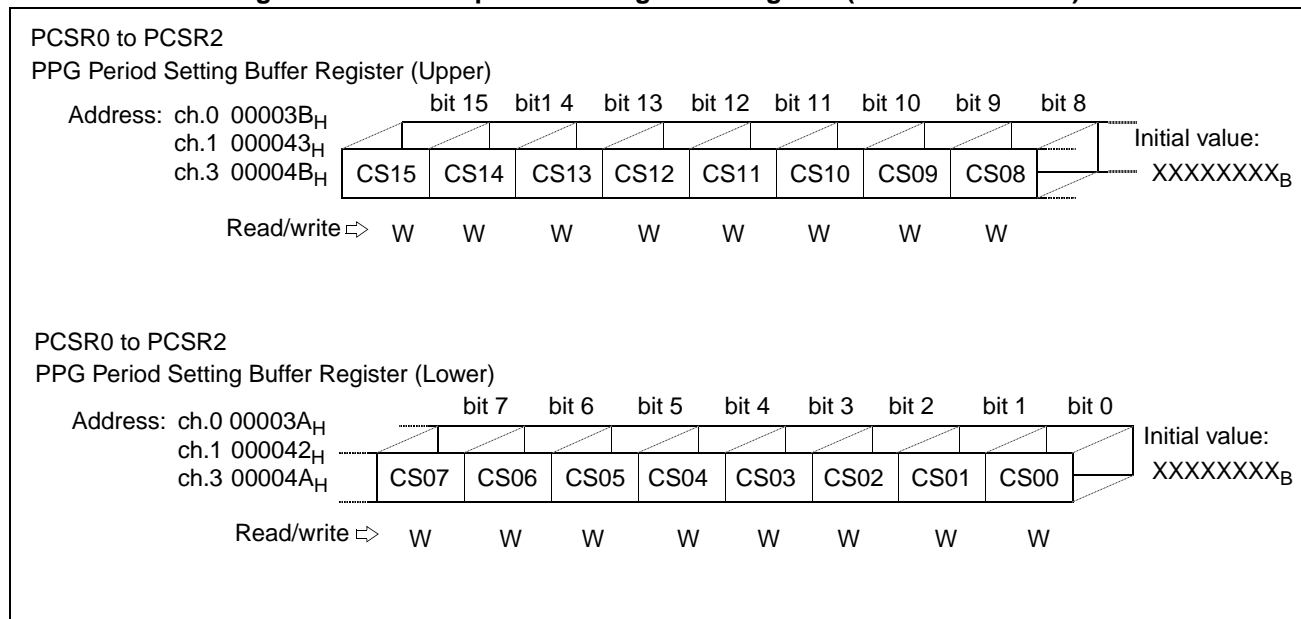 PCSR0 to PCSR2
PPG Period Setting Buffer Register (Upper)
bit 15 bit1 4 bit 13 bit 12 bit 11 bit 10 bit 9 bit 8
Address: ch.0 00003BH
ch.1 000043H
Initial value:
ch.3 00004BH CS15 CS14 CS13 CS12 CS11 CS10 CS09 CS08 XXXXXXXXB
Read/write ⇨ W W W W W W W W
PCSR0 to PCSR2
PPG Period Setting Buffer Register (Lower)
bit 7 bit 6 bit 5 bit 4 bit 3 bit 2 bit 1 bit 0
Address: ch.0 00003AH
Initial value:
ch.1 000042H
ch.3 00004AH CS07 CS06 CS05 CS04 CS03 CS02 CS01 CS00 XXXXXXXXB
Read/write ⇨ W W W W W W W W